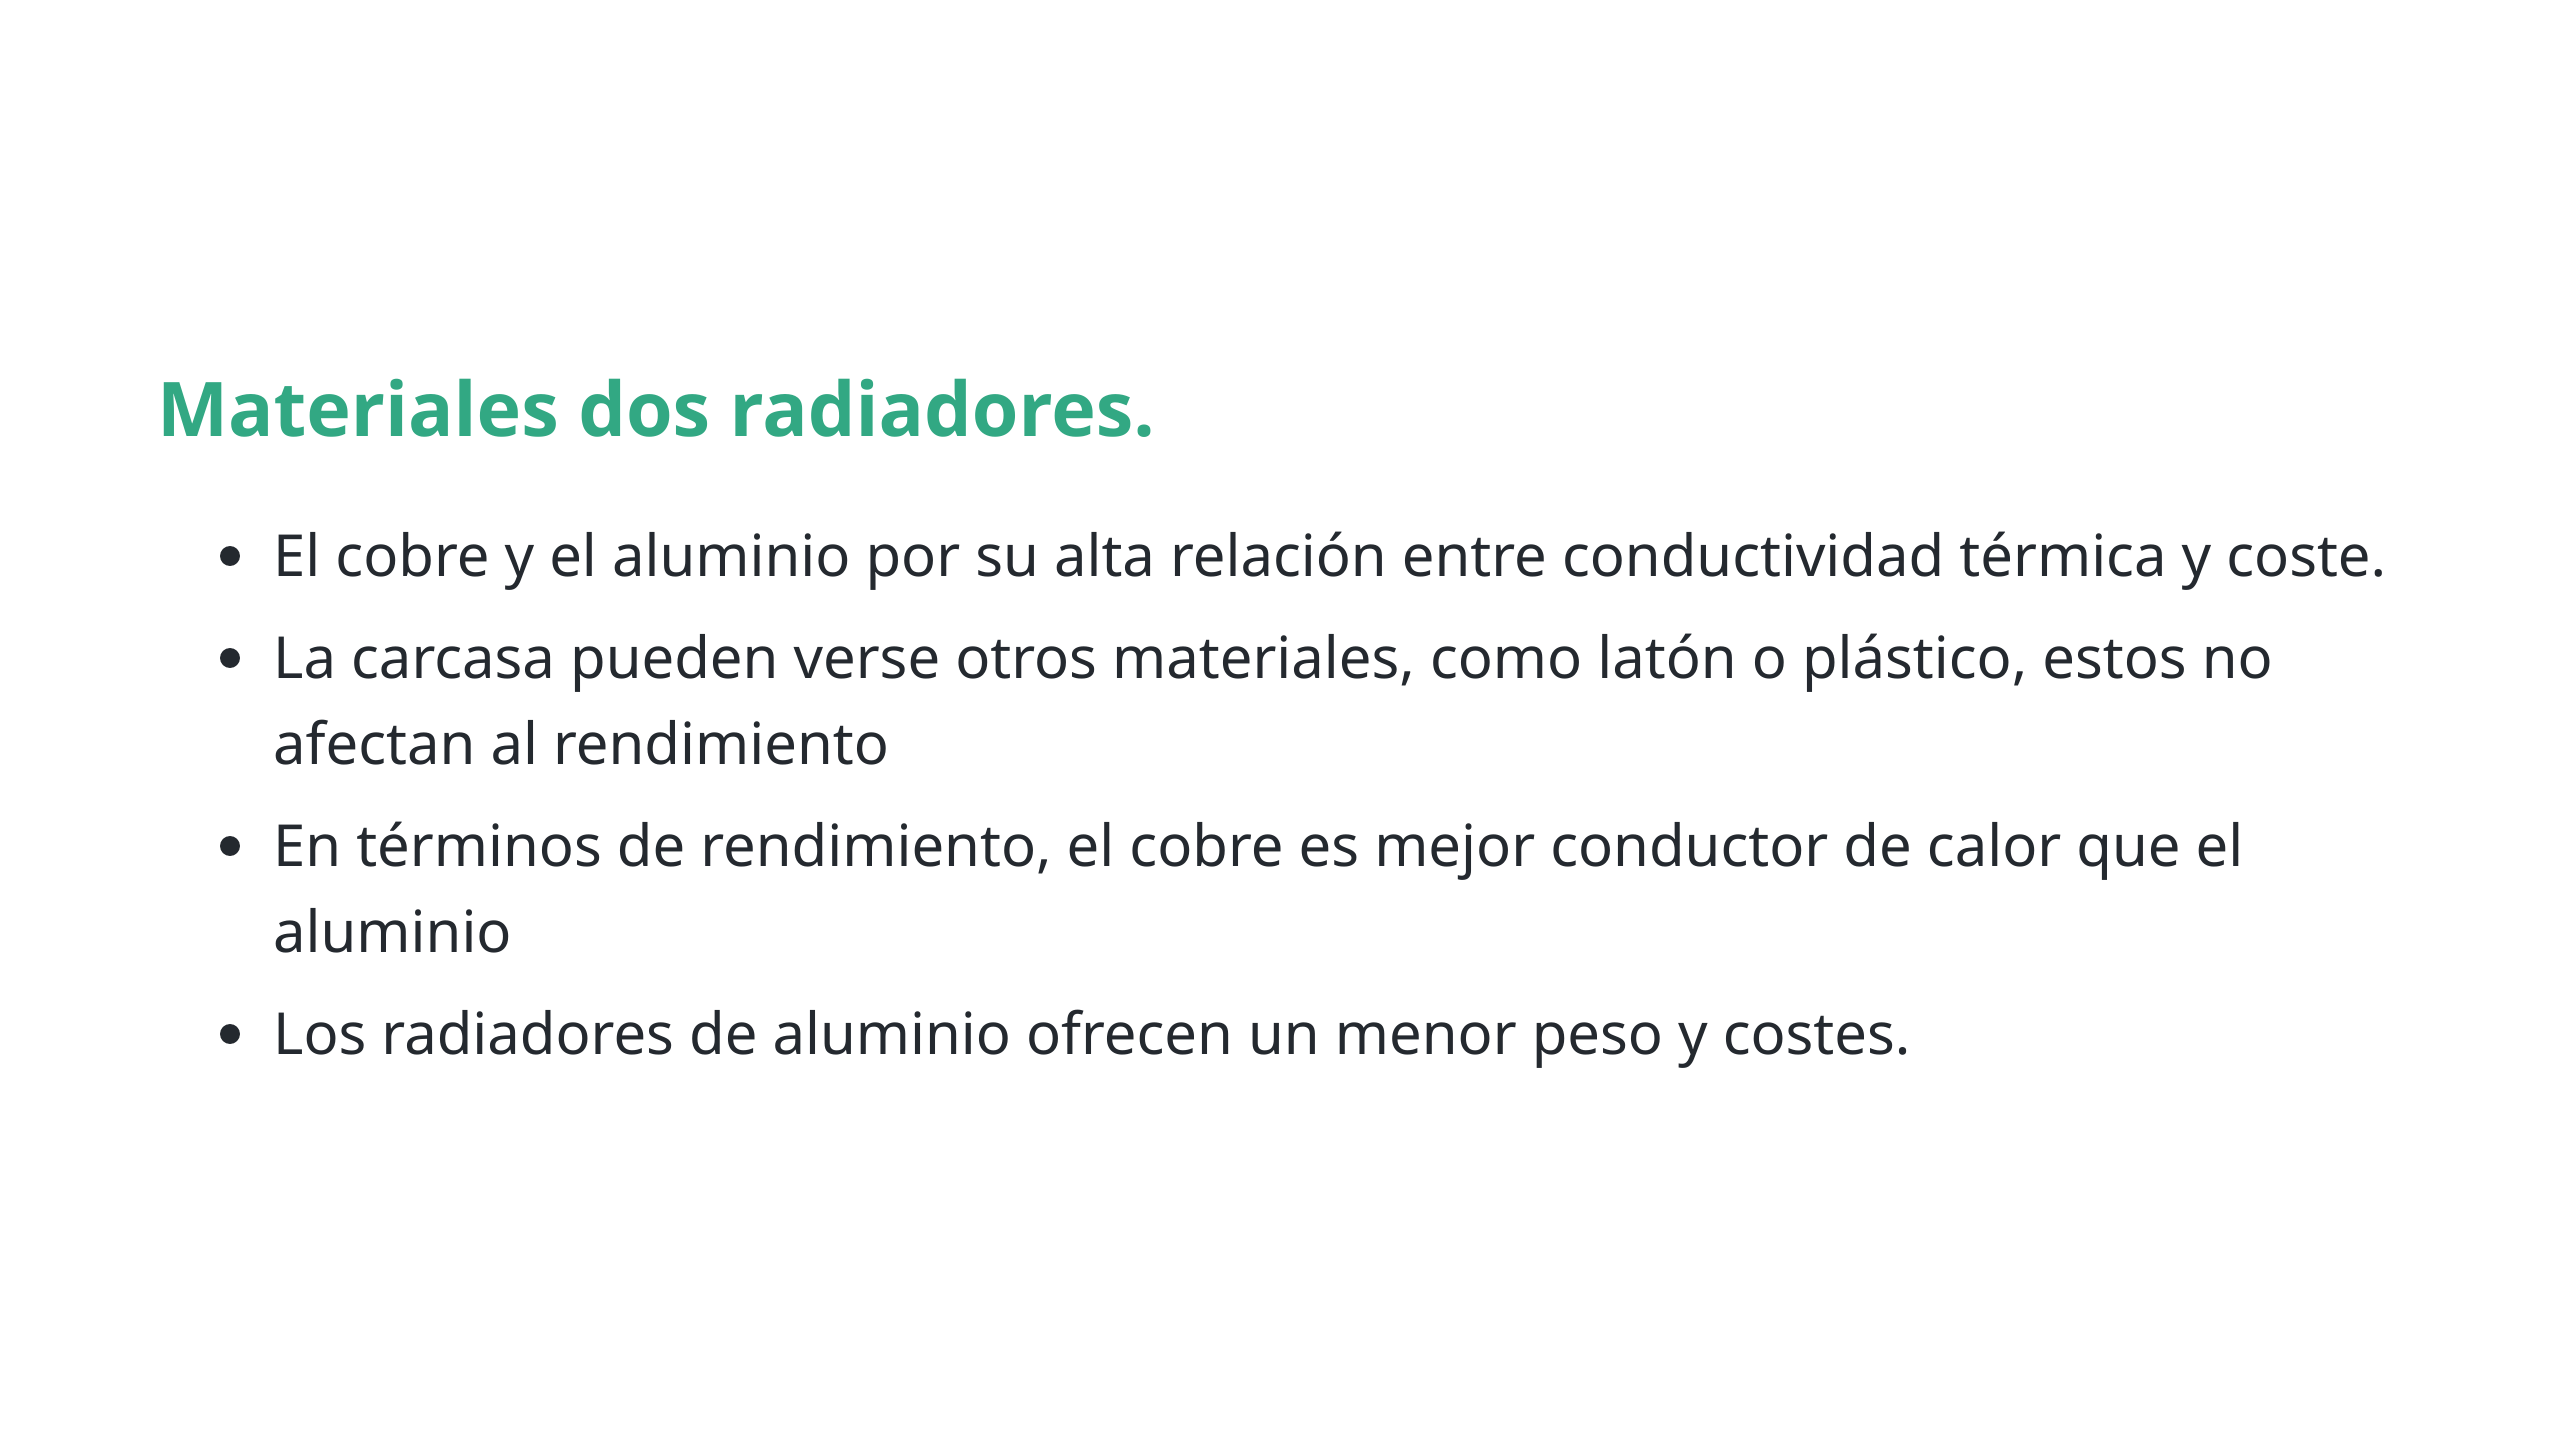 Materiales dos radiadores.
El cobre y el aluminio por su alta relación entre conductividad térmica y coste.
La carcasa pueden verse otros materiales, como latón o plástico, estos no
afectan al rendimiento
En términos de rendimiento, el cobre es mejor conductor de calor que el
aluminio
Los radiadores de aluminio ofrecen un menor peso y costes.